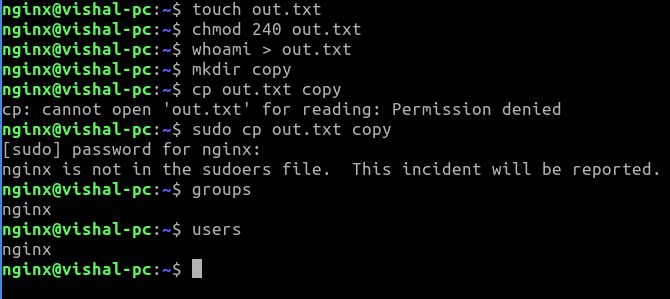 nginx@vishal-pc:~$ touch out.txt
nginx@vishal-pc:~$ chmod 240 out.txt
nginx@vishal-pc:~$ whoami > out.txt
nginx@vishal-pc:~$ mkdir copy
nginx@vishal-pc:~$ cp out.txt copy
cp: cannot open 'out.txt' for reading: Permission denied
nginx@vishal-pc:~$ sudo cp out.txt copy
[sudo] password for nginx:
nginx is not in the sudoers file.  This incident will be reported.
nginx@vishal-pc:~$ groups
nginx
nginx@vishal-pc:~$ users
nginx
nginx@vishal-pc:~$